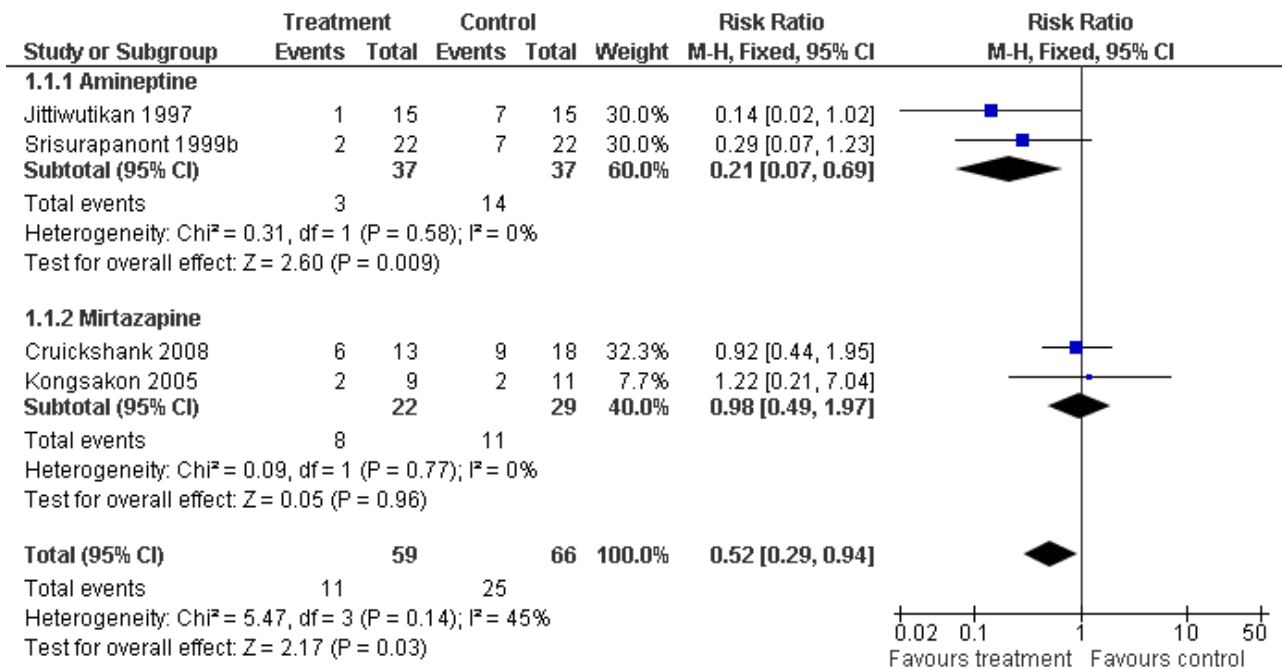 Treatment Control Risk Ratio Risk Ratio
Study or Subgroup Events Total Events Total Weight M-H, Fixed, 95% CI M-H, Fixed, 95% CI
1.1.1 Amineptine
Jittiwutikan 1997 1 15 7 15 30.0% 0.14 [0.02, 1.02]
Srisurapanont 1999b 2 22 7 22 30.0% 0.29 [0.07, 1.23]
Subtotal (95% CI) 37 37 60.0% 0.21 [0.07, 0.69]
Total events 3 14
Heterogeneity: Chi² = 0.31, df = 1 (P = 0.58); I² = 0%
Test for overall effect: Z = 2.60 (P = 0.009)
1.1.2 Mirtazapine
Cruickshank 2008 6 13 9 18 32.3% 0.92 [0.44, 1.95]
Kongsakon 2005 2 9 2 11 7.7% 1.22 [0.21, 7.04]
Subtotal (95% CI) 22 29 40.0% 0.98 [0.49, 1.97]
Total events 8 11
Heterogeneity: Chi² = 0.09, df = 1 (P = 0.77); I² = 0%
Test for overall effect: Z = 0.05 (P = 0.96)
Total (95% CI) 59 66 100.0% 0.52 [0.29, 0.94]
Total events 11 25
Heterogeneity: Chi² = 5.47, df = 3 (P = 0.14); I² = 45%
Test for overall effect: Z = 2.17 (P = 0.03)
0.02 0.1 1 10 50
Favours treatment Favours control